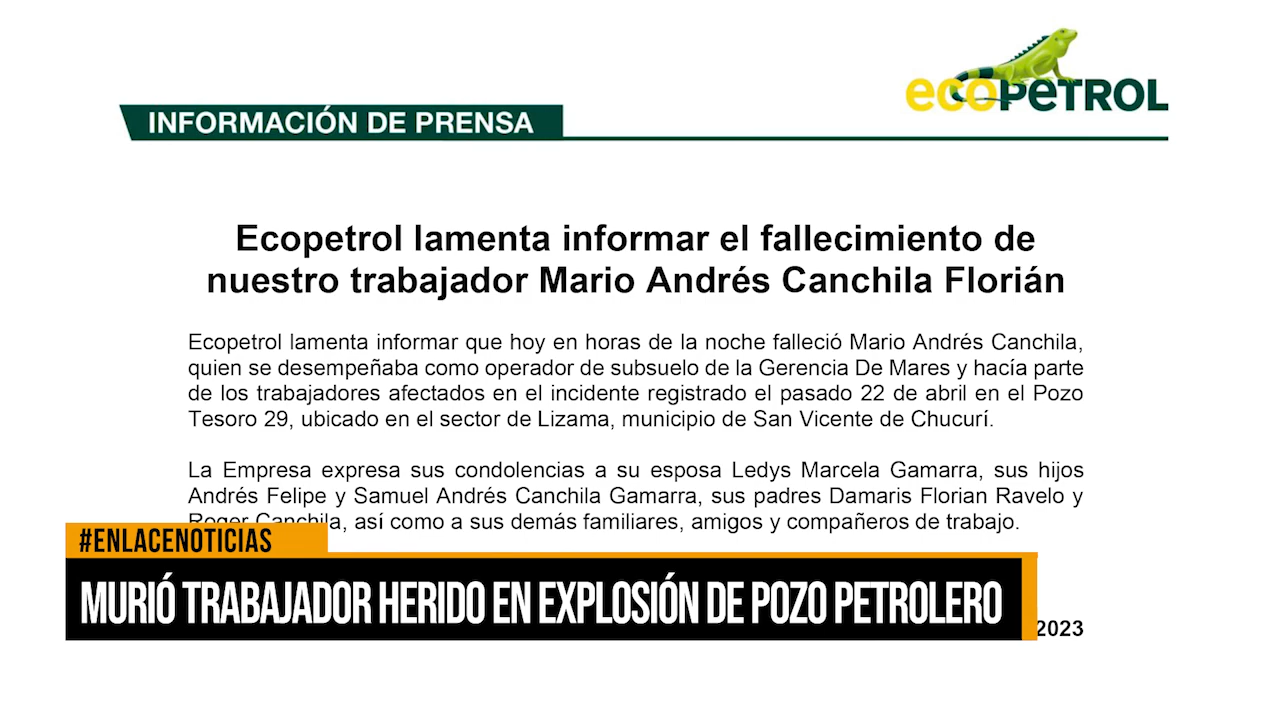 ecopetrol
INFORMACIÓN DE PRENSA
Ecopetrol lamenta informar el fallecimiento de
nuestro trabajador Mario Andrés Canchila Florián
Ecopetrol lamenta informar que hoy en horas de la noche falleció Mario Andrés Canchila,
quien se desempeñaba como operador de subsuelo de la Gerencia De Mares y hacía parte
de los trabajadores afectados en el incidente registrado el pasado 22 de abril en el Pozo
Tesoro 29, ubicado en el sector de Lizama, municipio de San Vicente de Chucurí.
La Empresa expresa sus condolencias a su esposa Ledys Marcela Gamarra, sus hijos
Andrés Felipe y Samuel Andrés Canchila Gamarra, sus padres Damaris Florian Ravelo y
Roger Canchila, así como a sus demás familiares, amigos y compañeros de trabajo.
#ENLACENOTICIAS
MURIÓ TRABAJADOR HERIDO EN EXPLOSIÓN DE POZO PETROLERO
2023